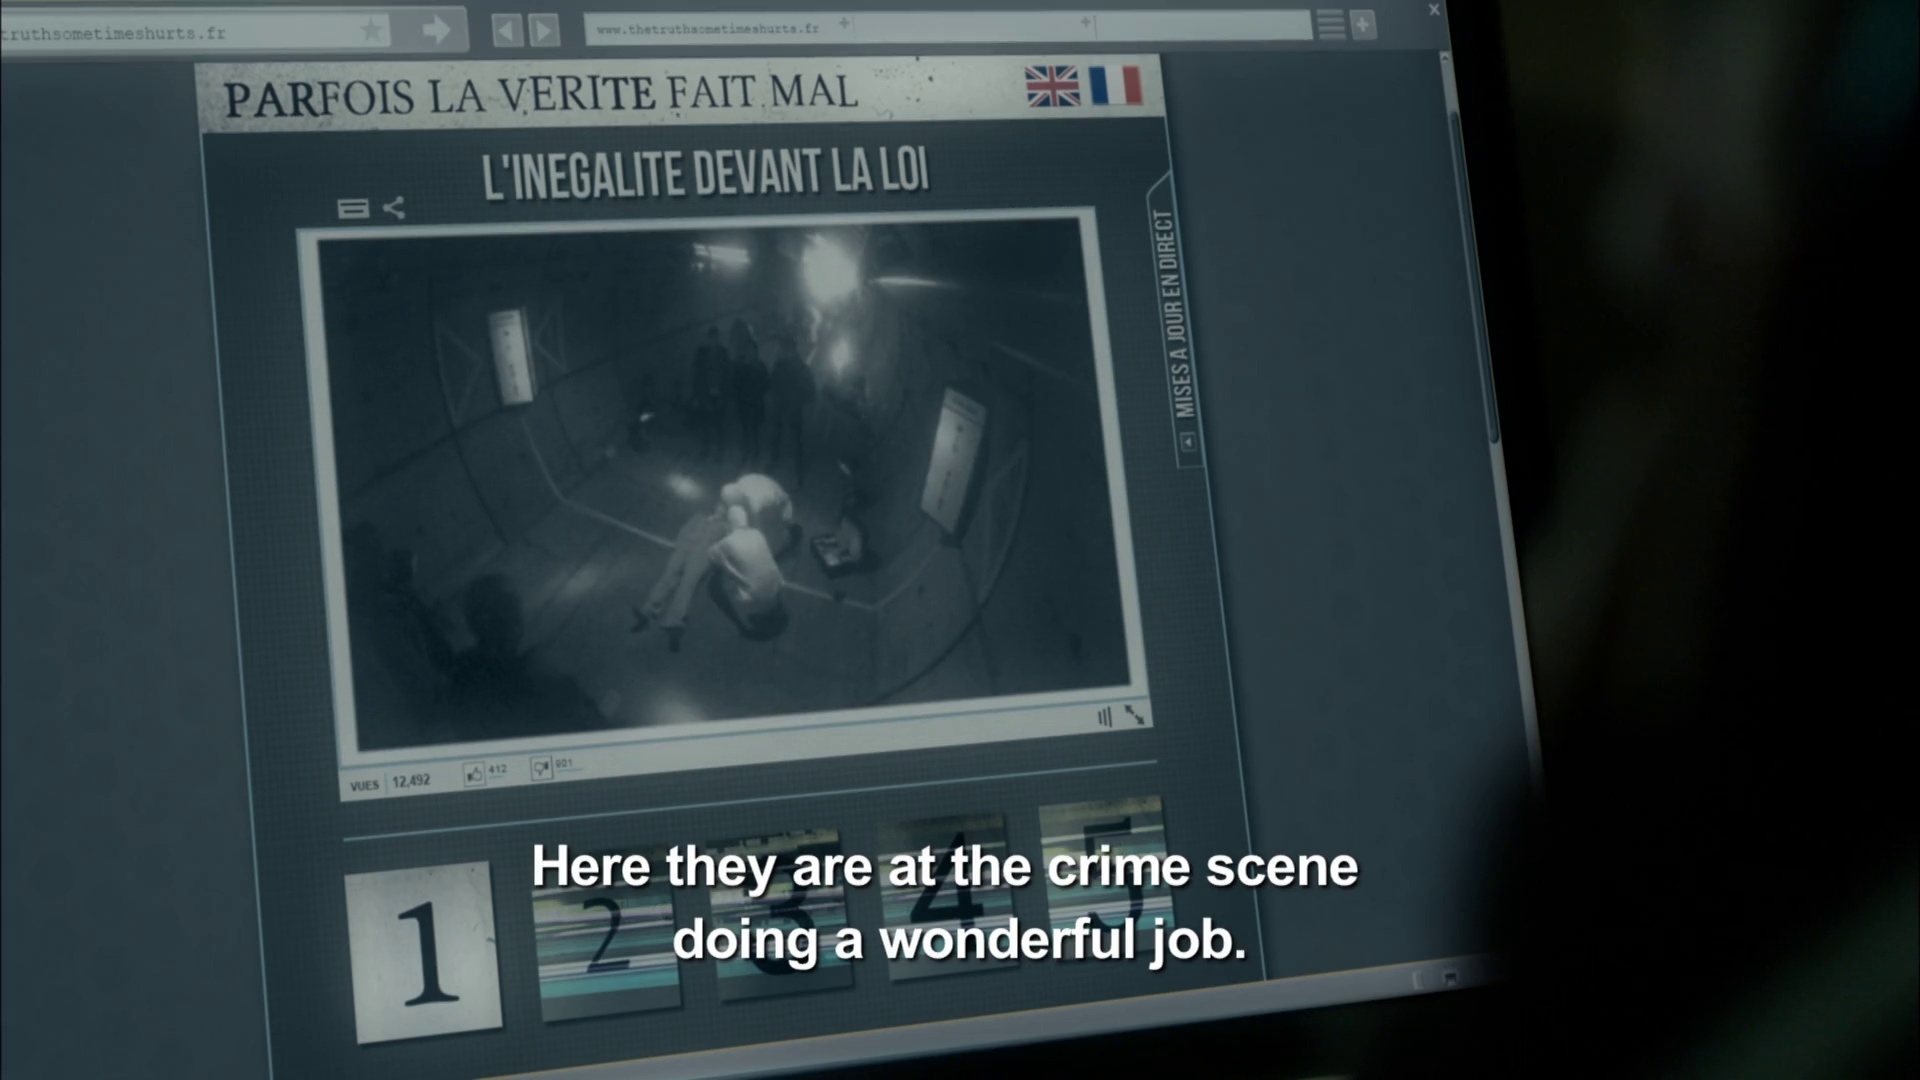 truthsometimeshurts.fr
www.thetruthsometimeshurts.fr
PARFOIS LA VERITE FAIT MAL
L'INEGALITE DEVANT LA LOI
MISES A JOUR EN DIRECT
VUES 12,492 412 601
1 2 3 4 5
Here they are at the crime scene
doing a wonderful job.